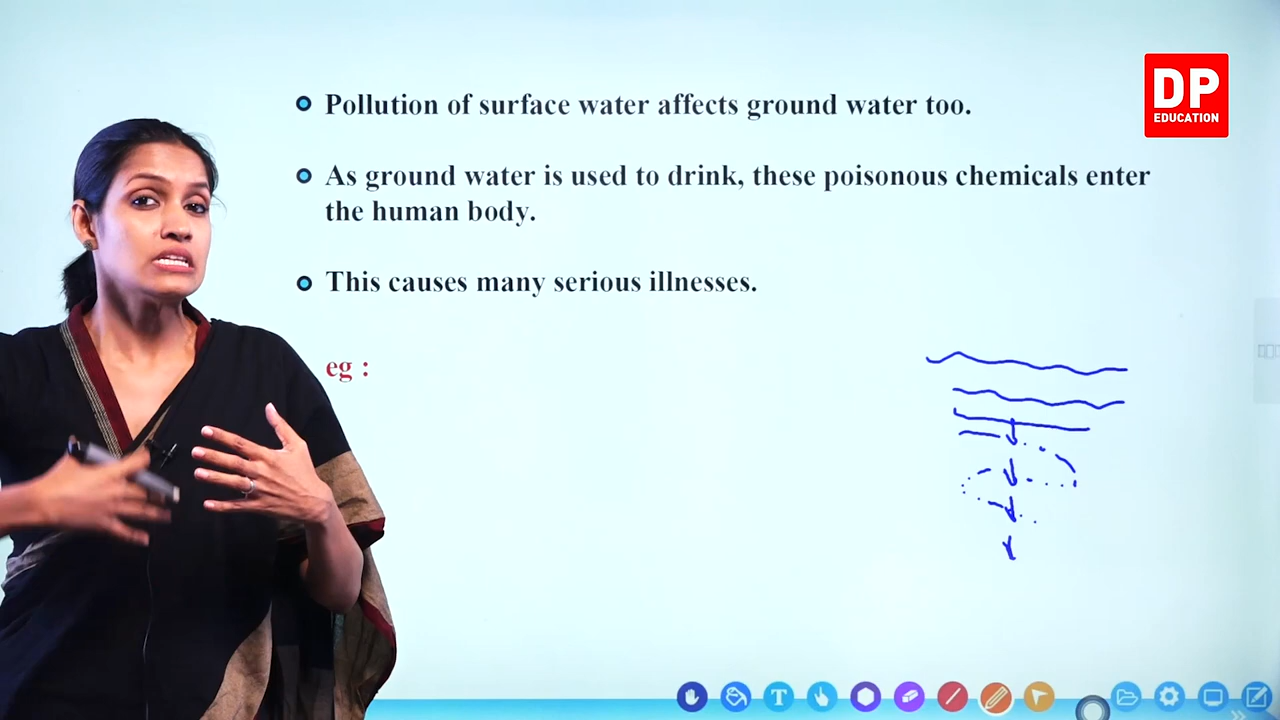 DP
EDUCATION
Pollution of surface water affects ground water too.
As ground water is used to drink, these poisonous chemicals enter
the human body.
This causes many serious illnesses.
eg :
T